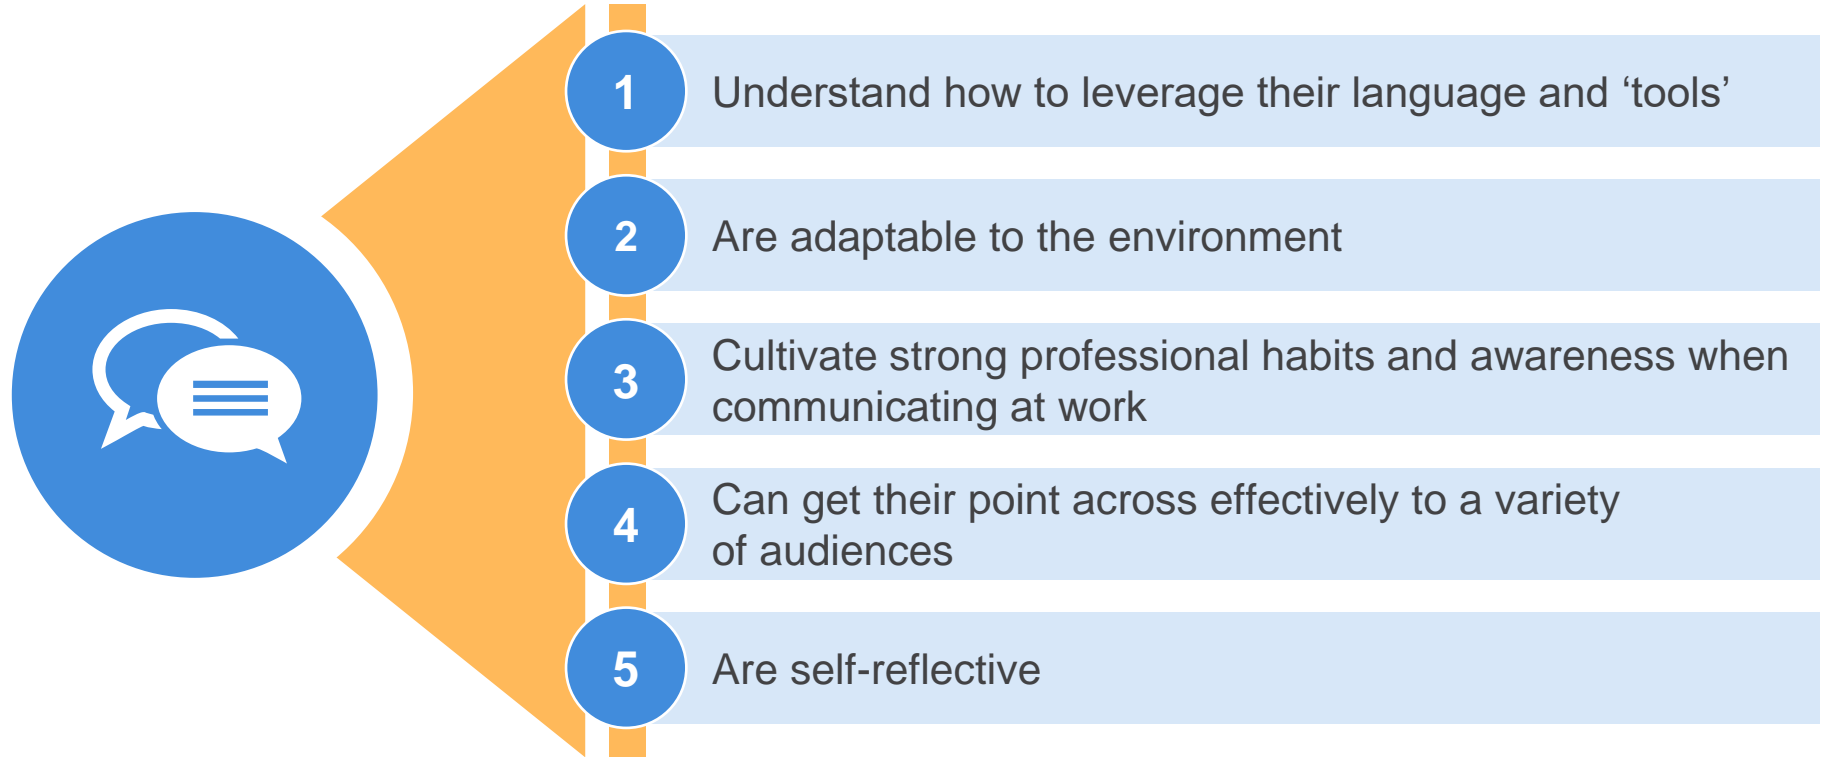 1
Understand how to leverage their language and ‘tools’
2
Are adaptable to the environment
3
Cultivate strong professional habits and awareness when
communicating at work
4
Can get their point across effectively to a variety
of audiences
5
Are self-reflective